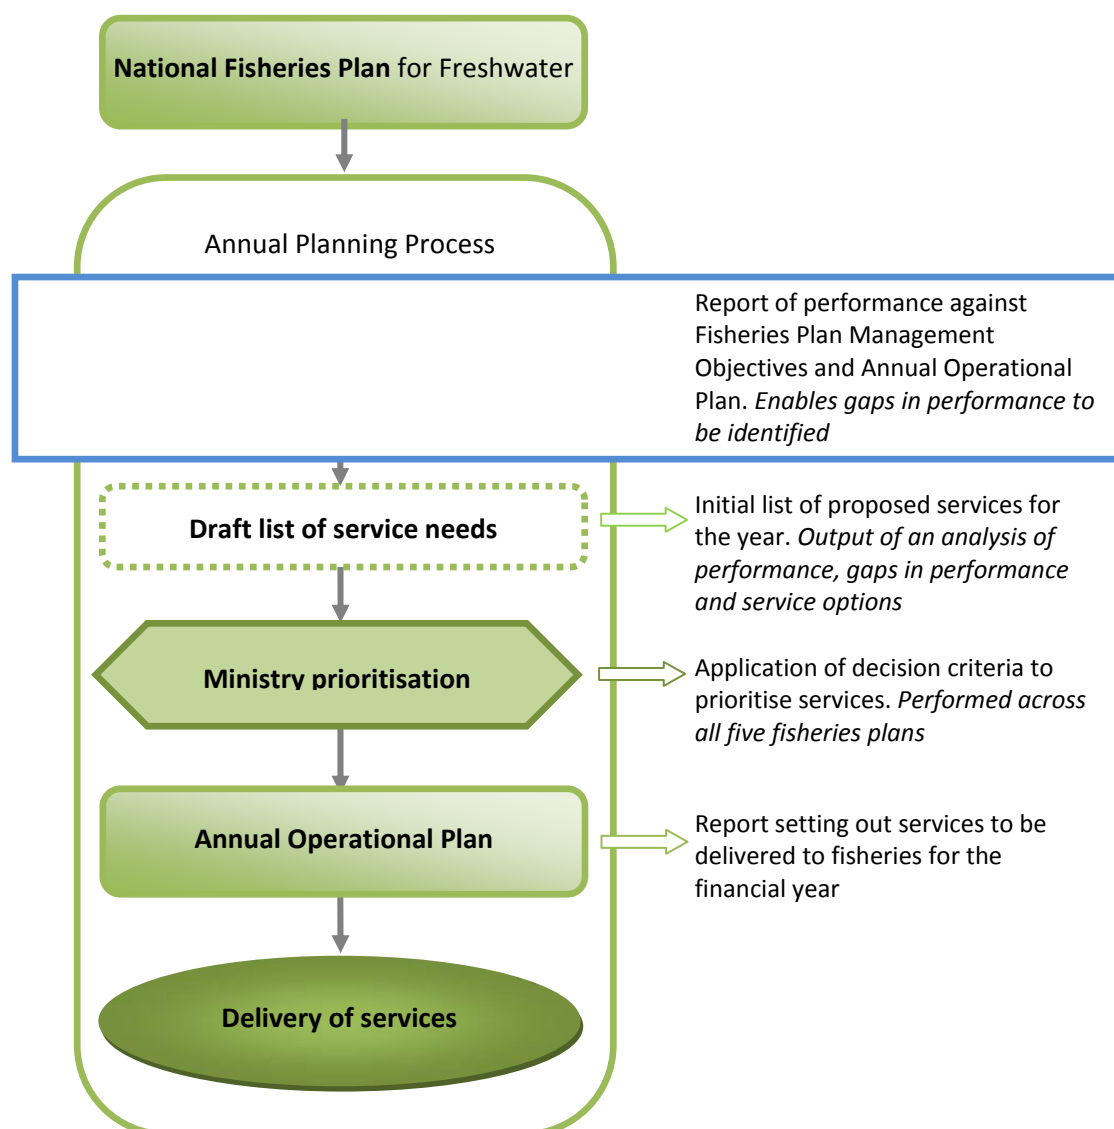 National Fisheries Plan for Freshwater
Annual Planning Process
Report of performance against
Fisheries Plan Management
Objectives and Annual Operational
Plan. Enables gaps in performance to
be identified
Draft list of service needs
Initial list of proposed services for
the year. Output of an analysis of
performance, gaps in performance
and service options
Ministry prioritisation
Application of decision criteria to
prioritise services. Performed across
all five fisheries plans
Annual Operational Plan
Report setting out services to be
delivered to fisheries for the
financial year
Delivery of services